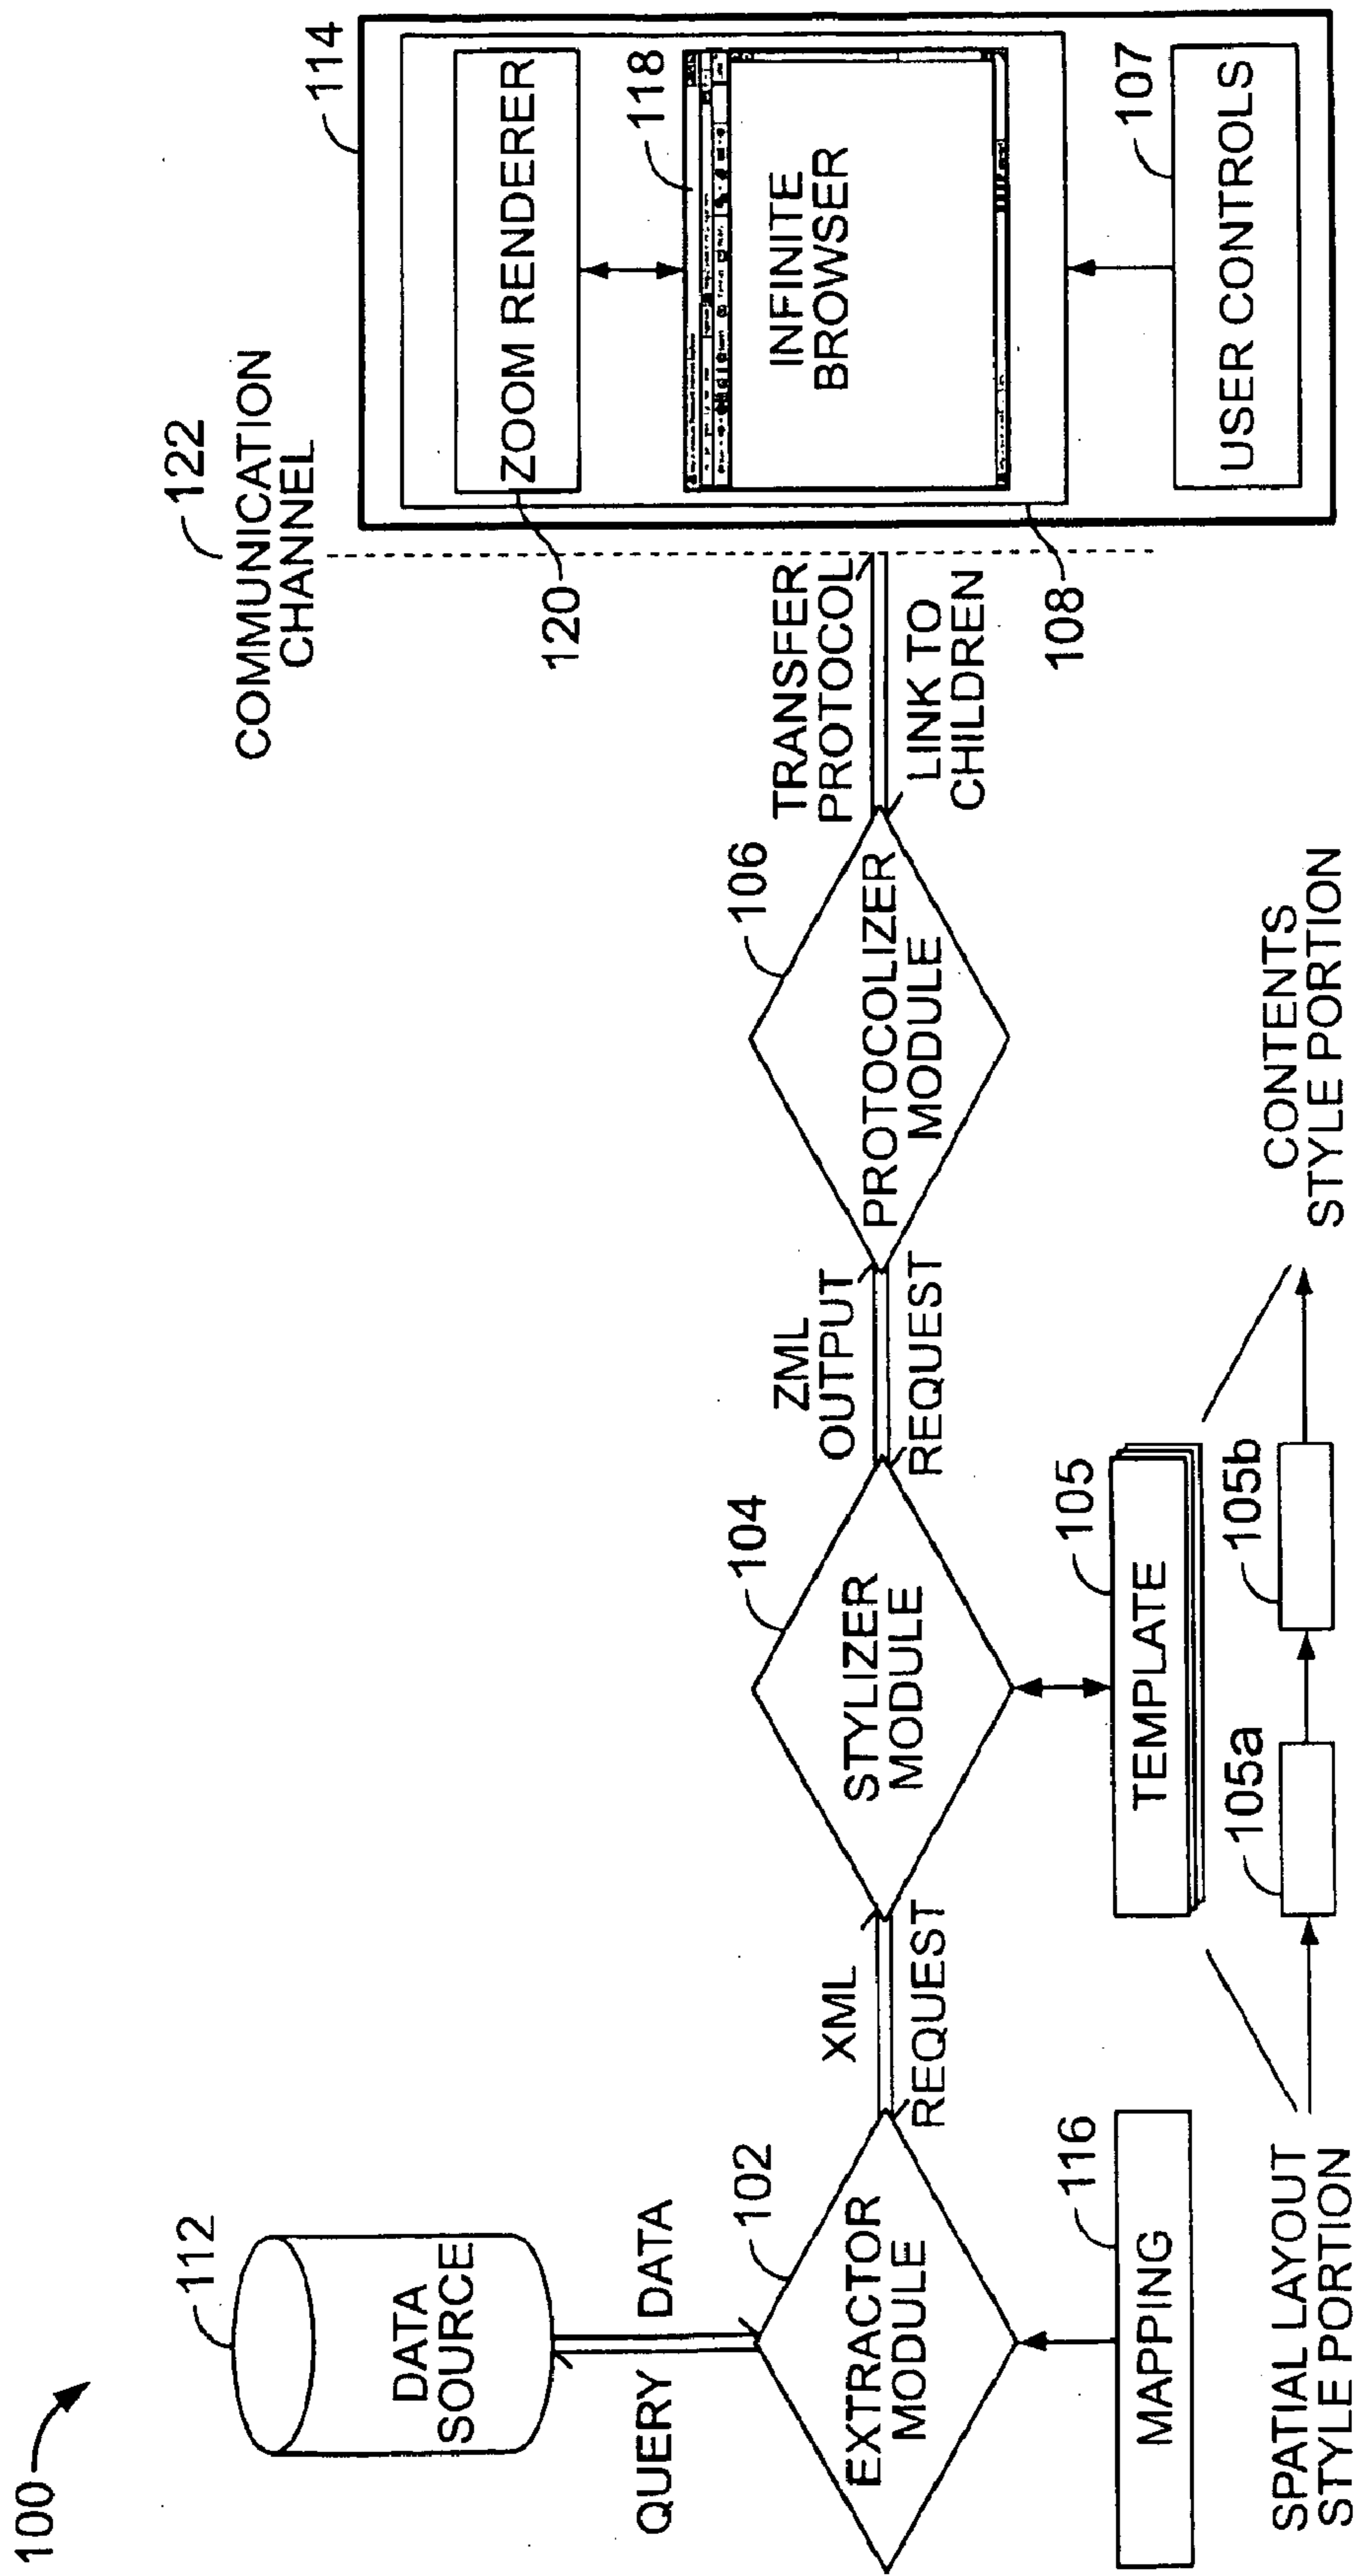 100
112
DATA
SOURCE
QUERY DATA
102
EXTRACTOR
MODULE
116
MAPPING
XML
REQUEST
104
STYLIZER
MODULE
105
TEMPLATE
SPATIAL LAYOUT
STYLE PORTION
105a
105b
CONTENTS
STYLE PORTION
ZML
OUTPUT
REQUEST
106
PROTOCOLIZER
MODULE
TRANSFER
PROTOCOL
LINK TO
CHILDREN
122
COMMUNICATION
CHANNEL
114
ZOOM RENDERER
120
118
INFINITE
BROWSER
108
107
USER CONTROLS